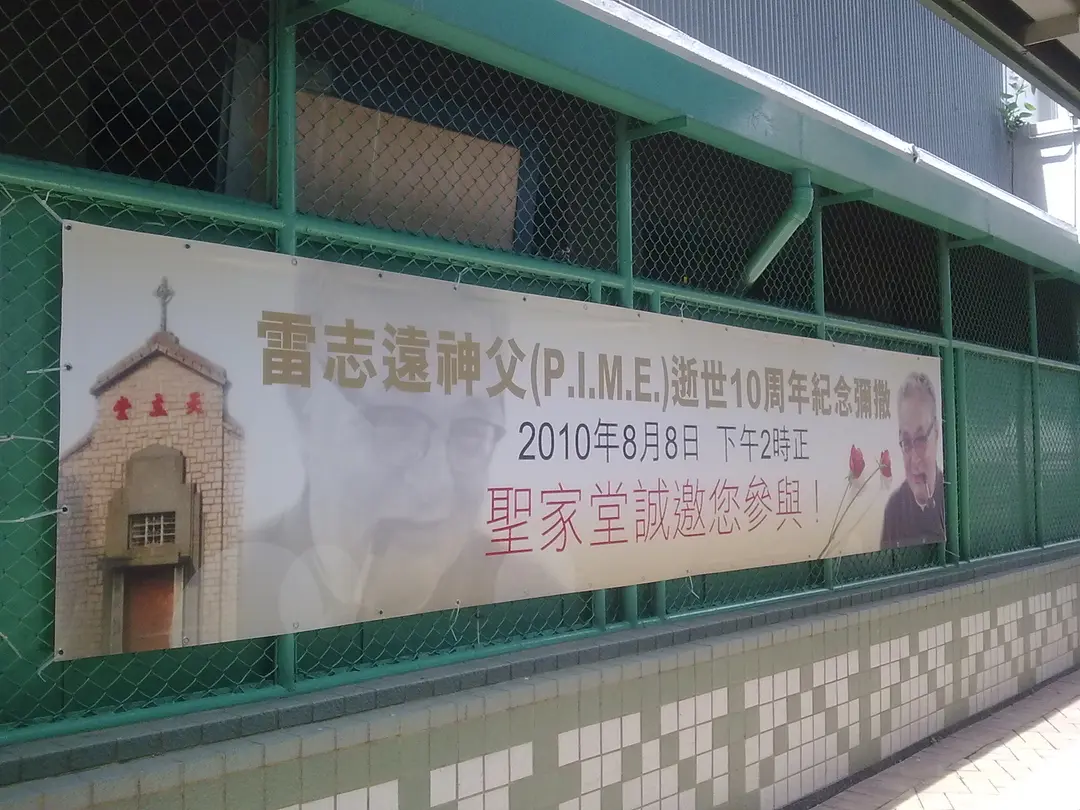 天主堂
雷志遠神父(P.I.M.E.)逝世10周年紀念彌撒
2010年8月8日 下午2時正
聖家堂誠邀您參與！